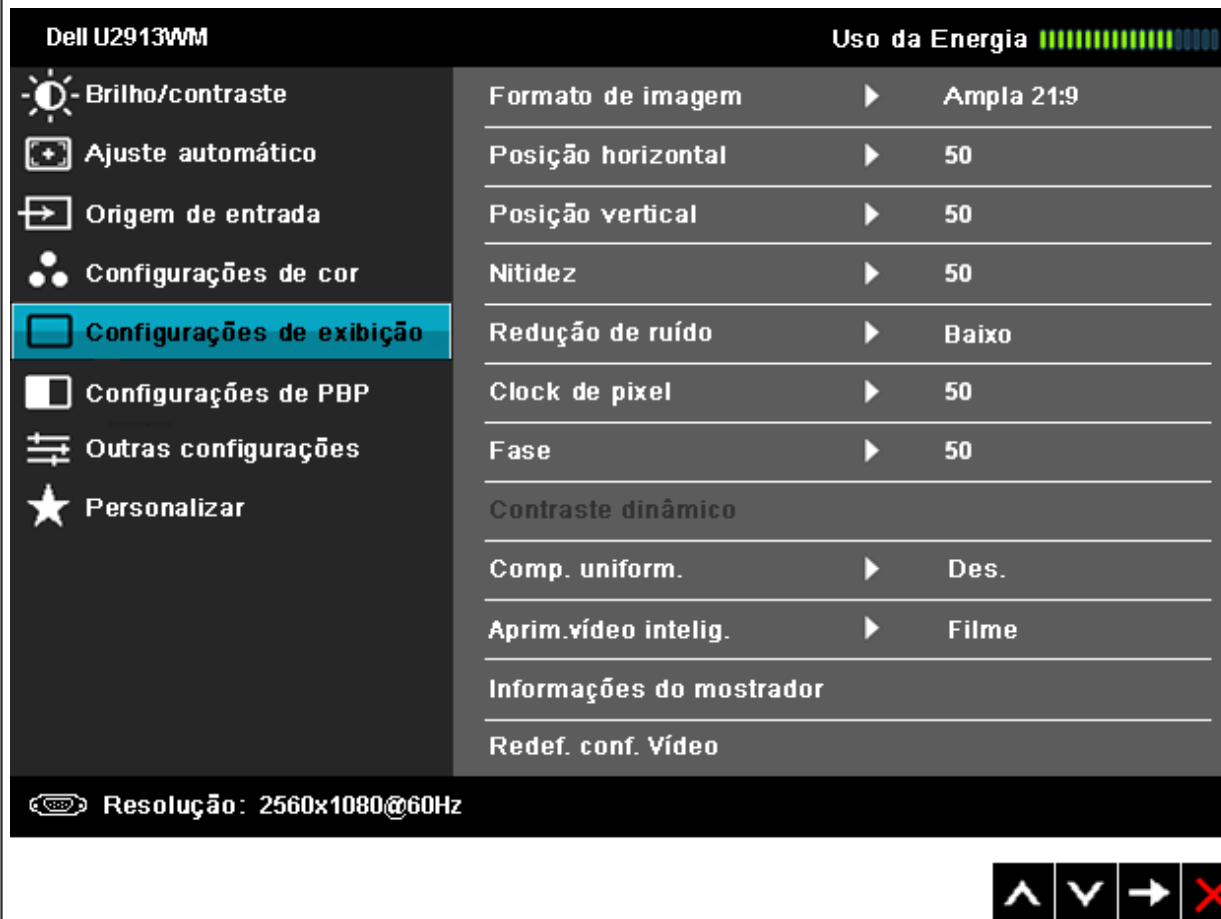 Dell U2913WM
Uso da Energia
Brilho/contraste
Ajuste automático
Origem de entrada
Configurações de cor
Configurações de exibição
Configurações de PBP
Outras configurações
Personalizar
Formato de imagem Ampla 21:9
Posição horizontal 50
Posição vertical 50
Nitidez 50
Redução de ruído Baixo
Clock de pixel 50
Fase 50
Contraste dinâmico
Comp. uniform. Des.
Aprim.vídeo intelig. Filme
Informações do mostrador
Redef. conf. Vídeo
Resolução: 2560x1080@60Hz